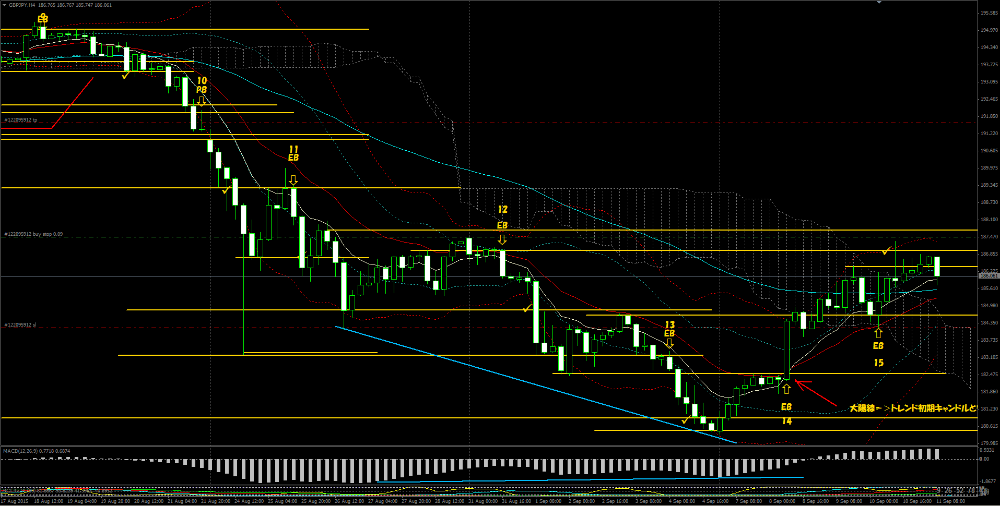 GBPJPY,H4 186.765 186.767 185.747 186.061
9
EB
10
PB
11
EB
12
EB
13
EB
EB
14
EB
15
大陽線=>トレンド初期キャンドルと
#122095912 tp
#122095912 buy stop 0.09
#122095912 sl
195.585
194.970
194.340
193.725
193.095
192.465
191.850
191.220
190.605
189.975
189.345
188.730
188.100
187.470
186.855
186.225
186.061
185.610
184.980
184.350
183.735
183.105
182.475
181.860
181.230
180.615
179.985
MACD(12,26,9) 0.7718 0.6874
0.9331
0.00
-1.8677
9 26 52 78
17 Aug 2015
18 Aug 12:00
19 Aug 04:00
19 Aug 20:00
20 Aug 12:00
21 Aug 04:00
21 Aug 20:00
24 Aug 12:00
25 Aug 04:00
25 Aug 20:00
26 Aug 12:00
27 Aug 04:00
27 Aug 20:00
28 Aug 12:00
31 Aug 00:00
31 Aug 16:00
1 Sep 08:00
2 Sep 00:00
2 Sep 16:00
3 Sep 08:00
4 Sep 00:00
4 Sep 16:00
7 Sep 08:00
8 Sep 00:00
8 Sep 16:00
9 Sep 08:00
10 Sep 00:00
10 Sep 16:00
11 Sep 08:00